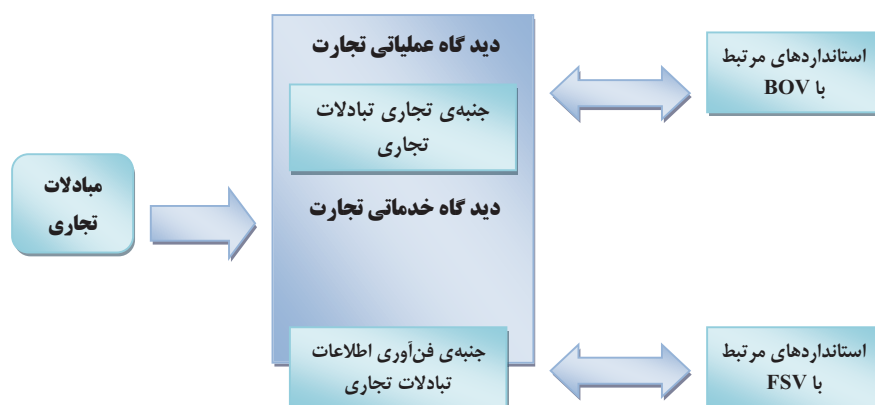 دید گاه عملیاتی تجارت
استانداردهای مرتبط
با BOV
جنبه‌ی تجاری تبادلات
تجاری
مبادلات
تجاری
دید گاه خدماتی تجارت
جنبه‌ی فن‌آوری اطلاعات
تبادلات تجاری
استانداردهای مرتبط
با FSV